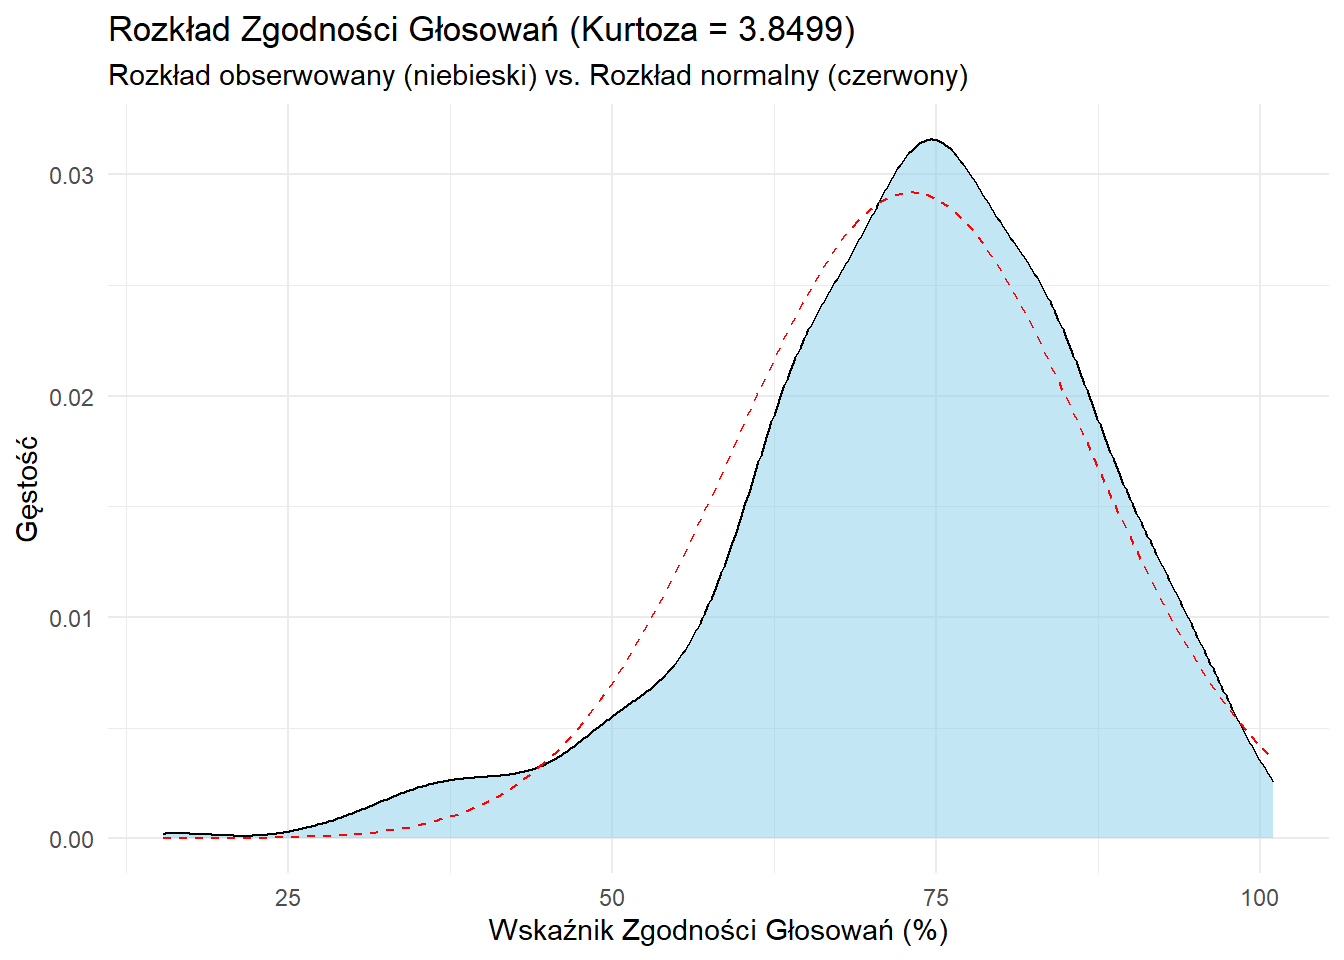 Rozkład Zgodności Głosowań (Kurtoza = 3.8499)
Rozkład obserwowany (niebieski) vs. Rozkład normalny (czerwony)
0.03
0.02
0.01
0.00
Gęstość
25 50 75 100
Wskaźnik Zgodności Głosowań (%)